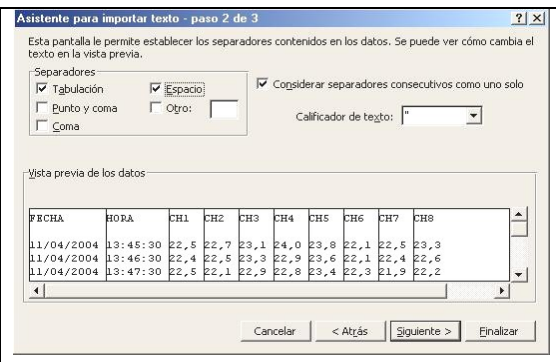 Asistente para importar texto - paso 2 de 3
Esta pantalla le permite establecer los separadores contenidos en los datos. Se puede ver cómo cambia el
texto en la vista previa.
Separadores
Tabulación Espacio
Punto y coma Otro:
Coma
Considerar separadores consecutivos como uno solo
Calificador de texto: "
Vista previa de los datos
FECHA HORA CH1 CH2 CH3 CH4 CH5 CH6 CH7 CH8
11/04/2004 13:45:30 22,5 22,7 23,1 24,0 23,8 22,1 22,5 23,3
11/04/2004 13:46:30 22,4 22,5 23,3 22,9 23,6 22,1 22,4 22,6
11/04/2004 13:47:30 22,5 22,1 22,9 22,8 23,4 22,3 21,9 22,2
Cancelar < Atrás Siguiente > Finalizar